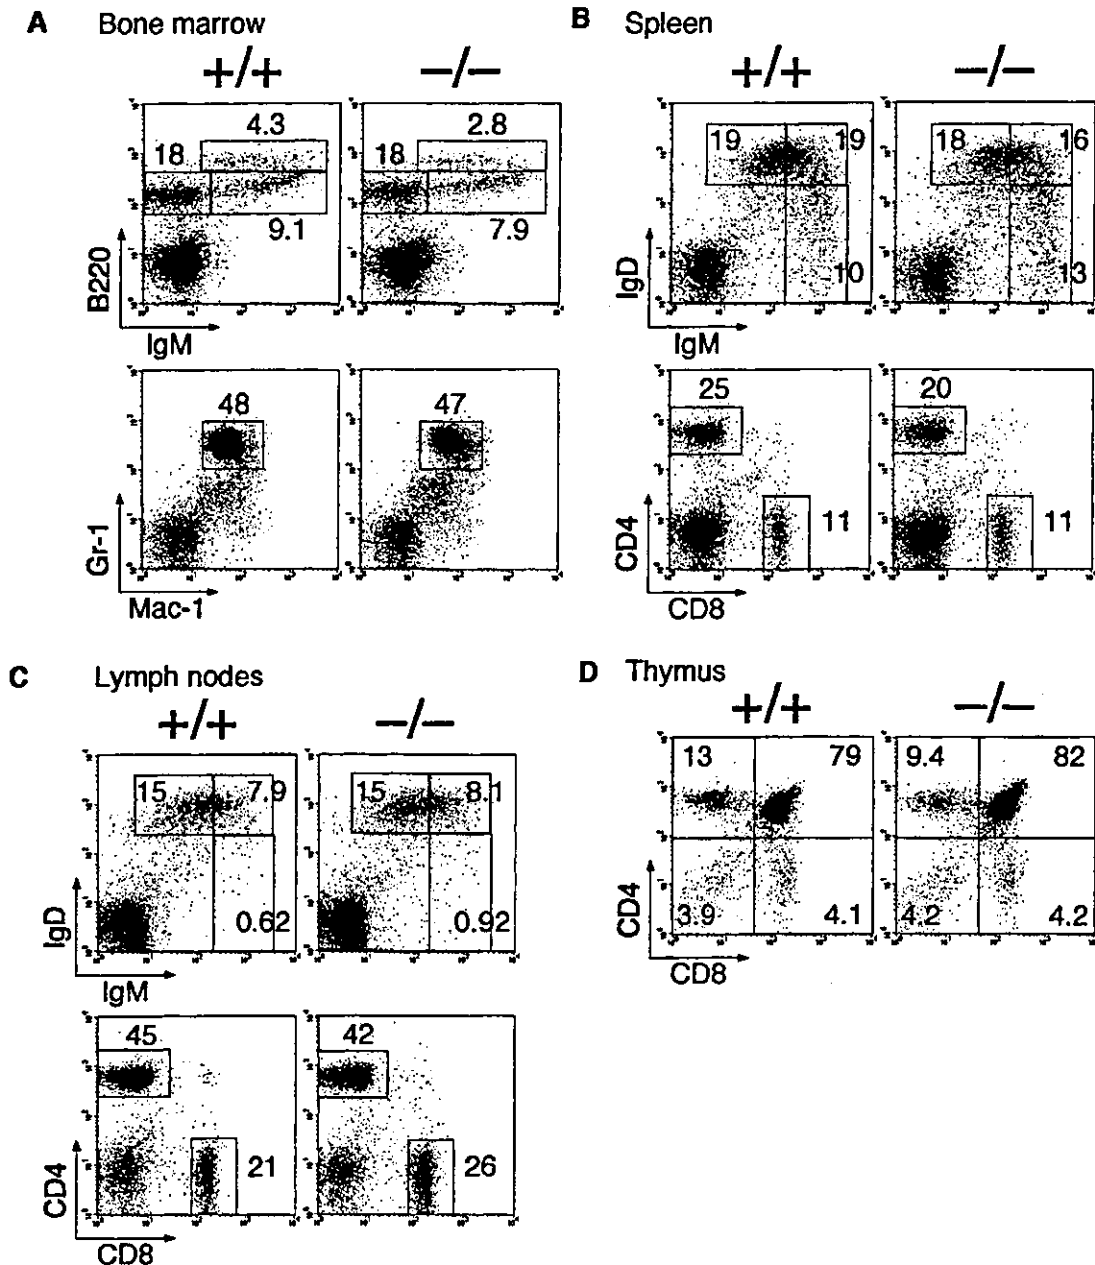 A Bone marrow
+/+ −/−
4.3
18
9.1
2.8
18
7.9
B220
IgM
48
47
Gr-1
Mac-1
B Spleen
+/+ −/−
19 19
10
18 16
13
IgD
IgM
25
11
20
11
CD4
CD8
C Lymph nodes
+/+ −/−
15 7.9
0.62
15 8.1
0.92
IgD
IgM
45
21
42
26
CD4
CD8
D Thymus
+/+ −/−
13 79
3.9 4.1
9.4 82
4.2 4.2
CD4
CD8